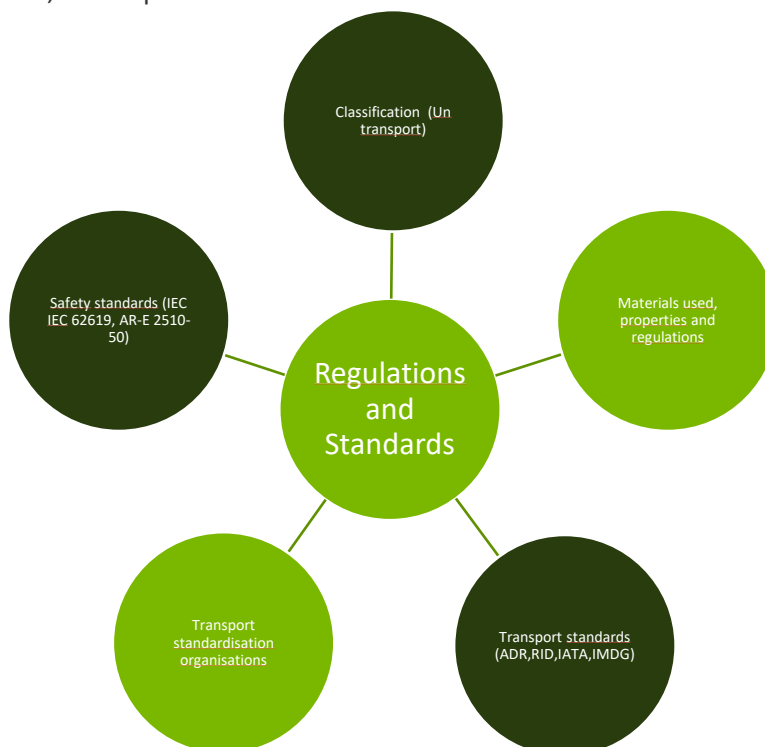 Classification (Un
transport)
Safety standards (IEC
IEC 62619, AR-E 2510-
50)
Materials used,
properties and
regulations
Regulations
and
Standards
Transport
standardisation
organisations
Transport standards
(ADR,RID,IATA,IMDG)